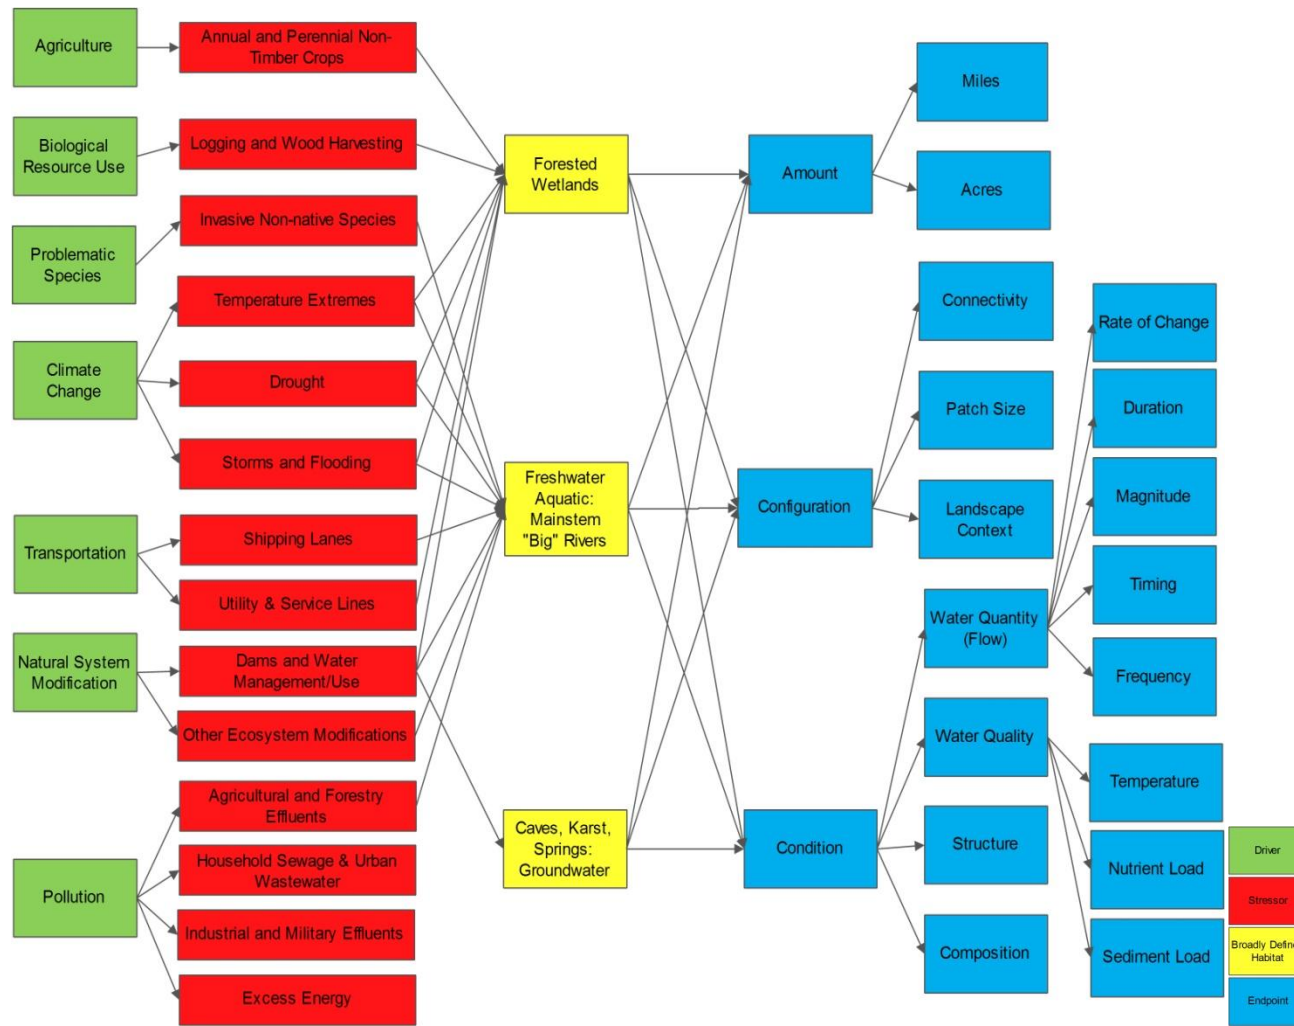 Agriculture
Annual and Perennial Non-
Timber Crops
Biological
Resource Use
Logging and Wood Harvesting
Problematic
Species
Invasive Non-native Species
Climate
Change
Temperature Extremes
Drought
Storms and Flooding
Transportation
Shipping Lanes
Utility & Service Lines
Natural System
Modification
Dams and Water
Management/Use
Other Ecosystem Modifications
Pollution
Agricultural and Forestry
Effluents
Household Sewage & Urban
Wastewater
Industrial and Military Effluents
Excess Energy
Forested
Wetlands
Freshwater
Aquatic:
Mainstem
"Big" Rivers
Caves, Karst,
Springs:
Groundwater
Amount
Configuration
Condition
Miles
Acres
Connectivity
Patch Size
Landscape
Context
Water Quantity
(Flow)
Water Quality
Structure
Composition
Rate of Change
Duration
Magnitude
Timing
Frequency
Temperature
Nutrient Load
Sediment Load
Driver
Stressor
Broadly Define
Habitat
Endpoint